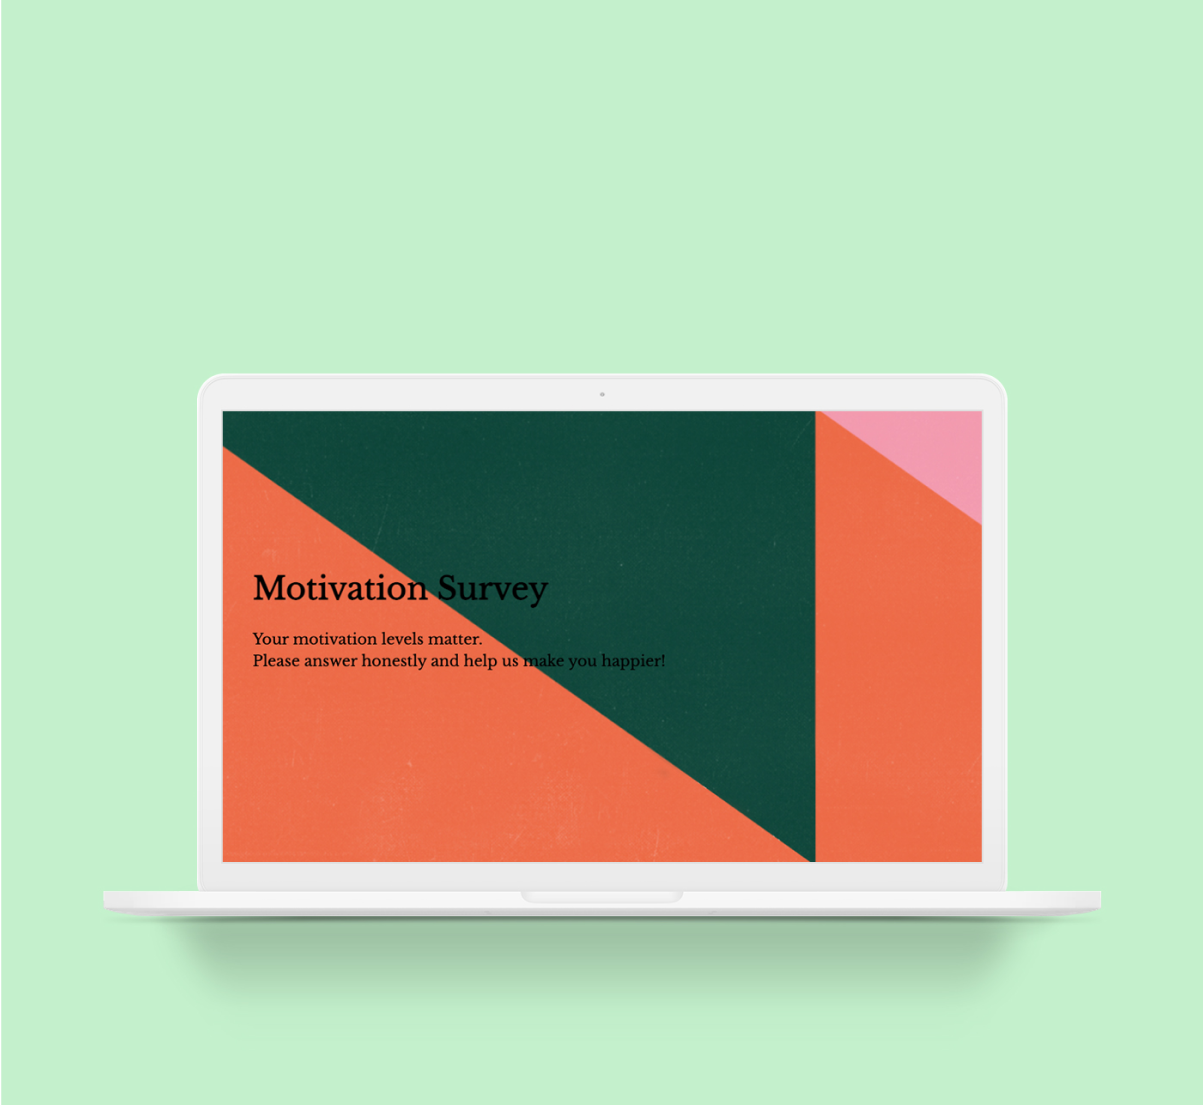 Motivation Survey
Your motivation levels matter.
Please answer honestly and help us make you happier!